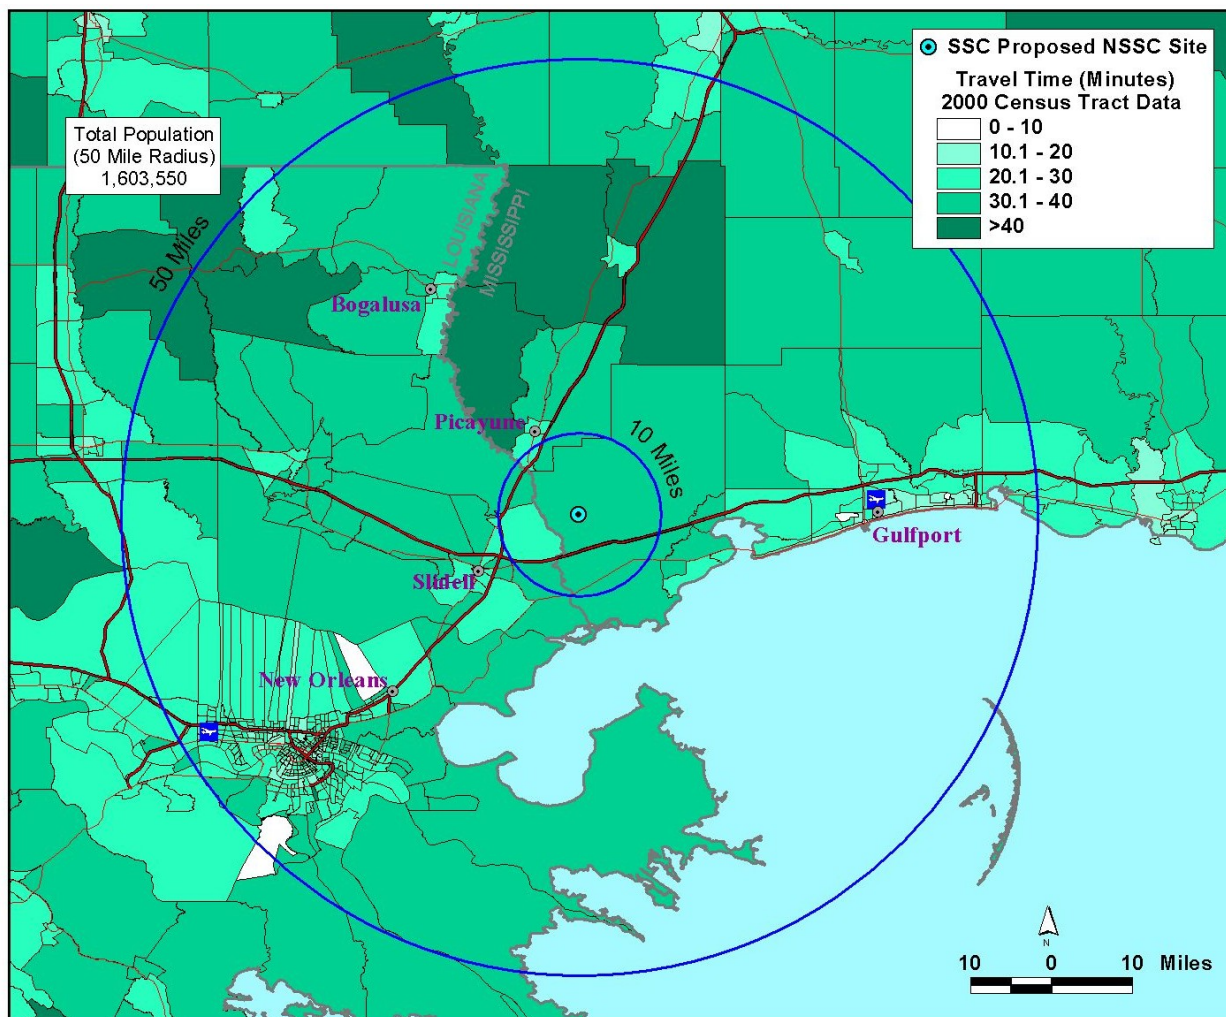 SSC Proposed NSSC Site
Travel Time (Minutes)
2000 Census Tract Data
0 - 10
10.1 - 20
20.1 - 30
30.1 - 40
>40
Total Population
(50 Mile Radius)
1,603,550
50 Miles
LOUISIANA
MISSISSIPPI
Bogalusa
Picayune
10 Miles
Gulfport
Slidell
New Orleans
N
10 0 10 Miles